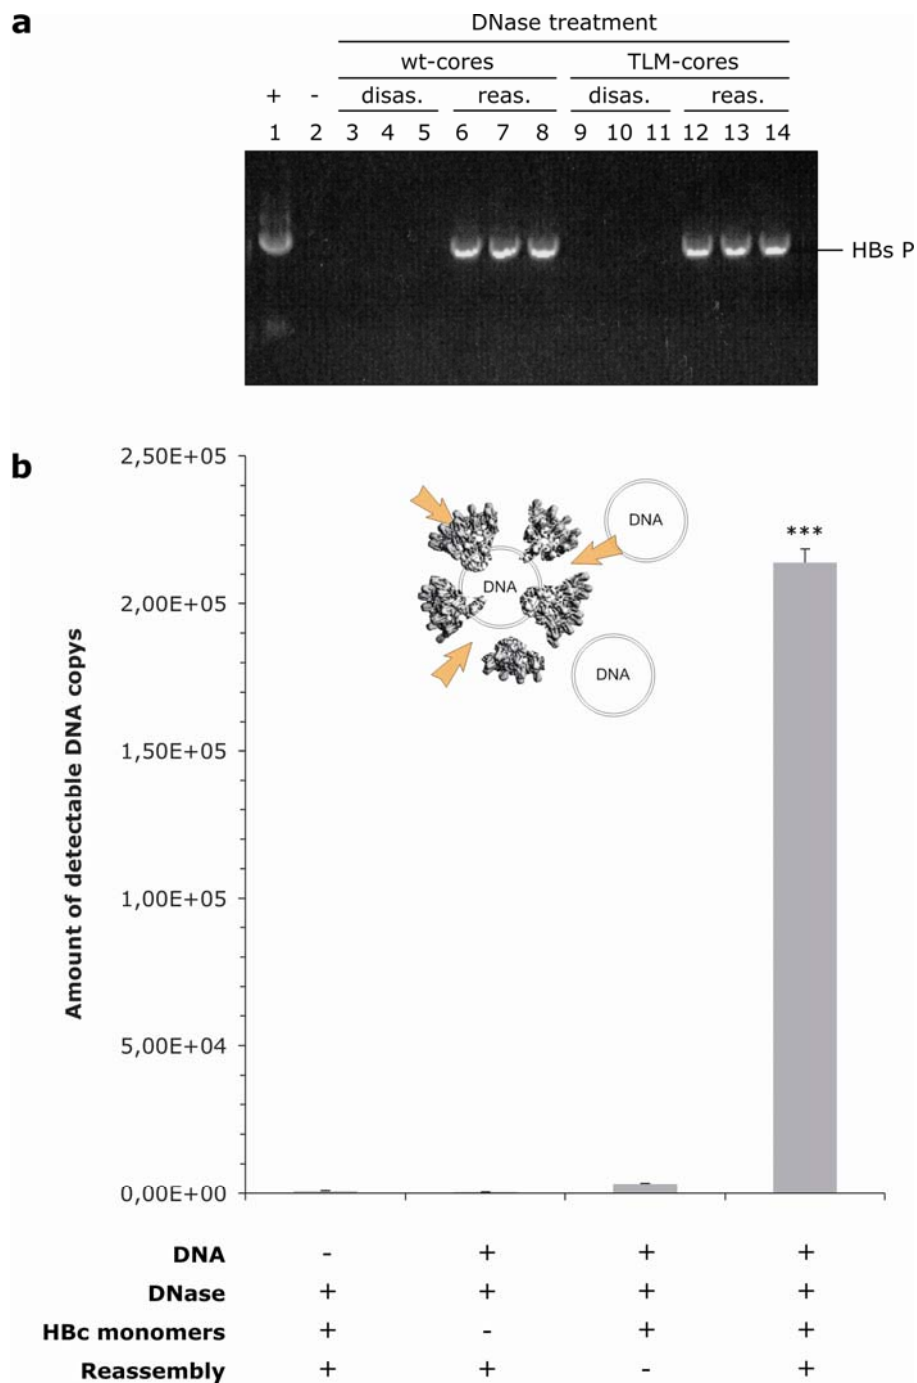 a
DNase treatment
wt-cores TLM-cores
+ - disas. reas. disas. reas.
1 2 3 4 5 6 7 8 9 10 11 12 13 14
HBs P
b
Amount of detectable DNA copys
2,50E+05
2,00E+05
1,50E+05
1,00E+05
5,00E+04
0,00E+00
DNA
DNA
DNA
***
DNA - + + +
DNase + + + +
HBc monomers + - + +
Reassembly + + - +